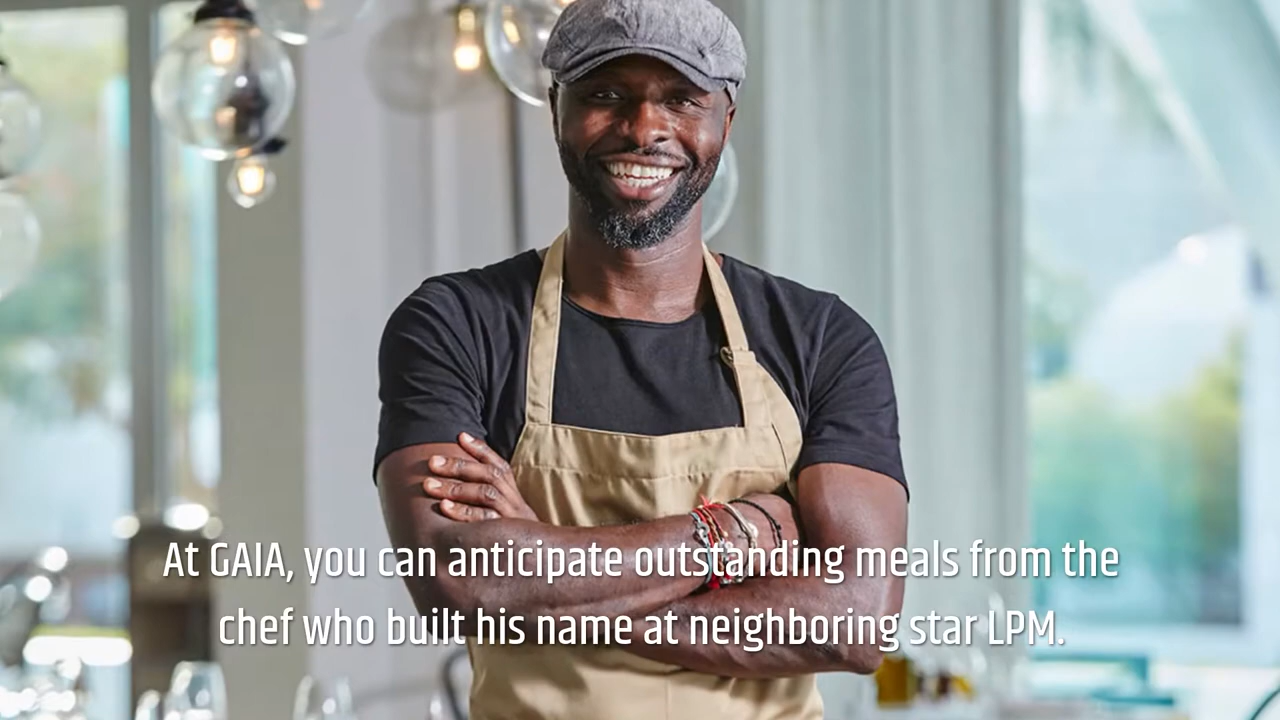 At GAIA, you can anticipate outstanding meals from the
chef who built his name at neighboring star LPM.